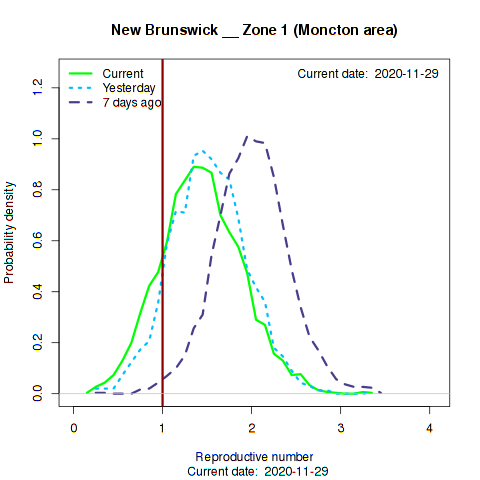 New Brunswick __ Zone 1 (Moncton area)
Current
Yesterday
7 days ago
Current date: 2020-11-29
Probability density
0.0
0.2
0.4
0.6
0.8
1.0
1.2
0 1 2 3 4
Reproductive number
Current date: 2020-11-29